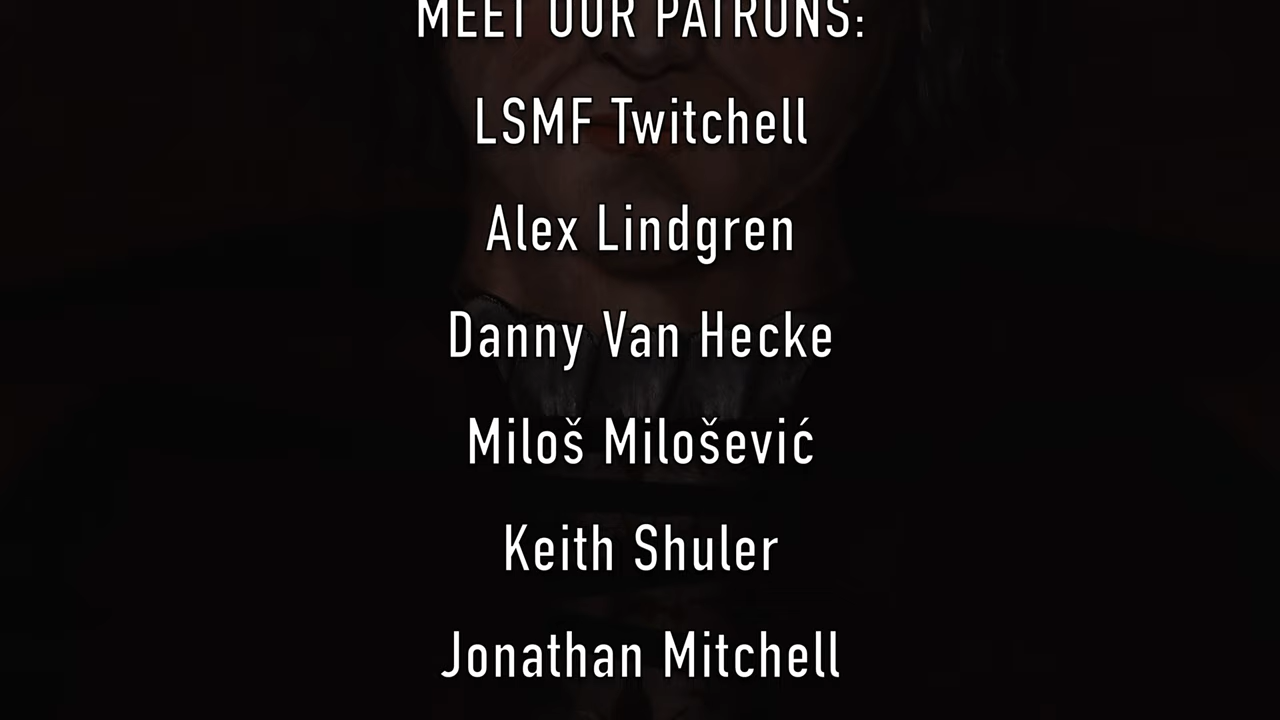 MEET OUR PATRONS:
LSMF Twitchell
Alex Lindgren
Danny Van Hecke
Miloš Milošević
Keith Shuler
Jonathan Mitchell